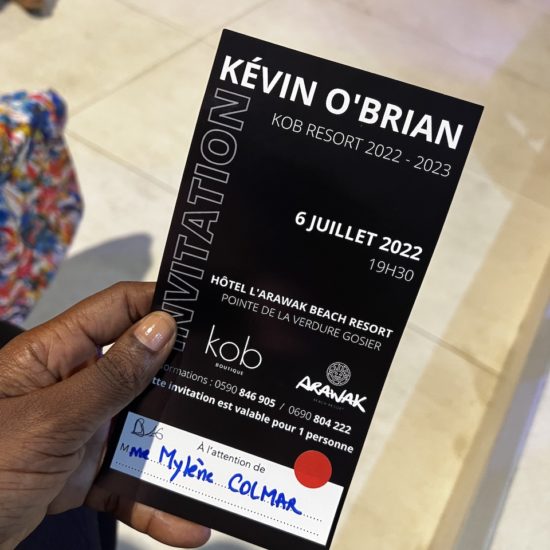 KÉVIN O'BRIAN
KOB RESORT 2022 - 2023
INVITATION
6 JUILLET 2022
19H30
HÔTEL L'ARAWAK BEACH RESORT
POINTE DE LA VERDURE GOSIER
kob
BOUTIQUE
ARAWAK
BEACH RESORT
formations : 0590 846 905 / 0690 804 222
tte invitation est valable pour 1 personne
À l'attention de
Mme Mylène COLMAR